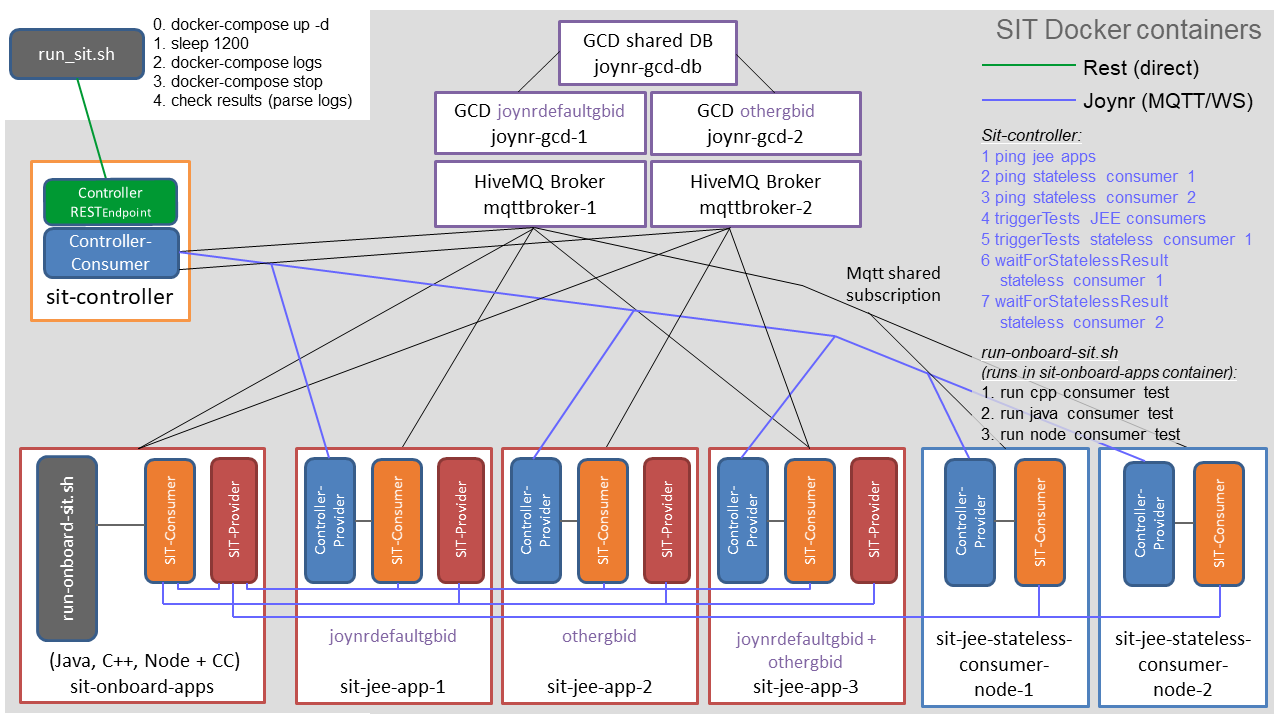 run_sit.sh
0. docker-compose up -d
1. sleep 1200
2. docker-compose logs
3. docker-compose stop
4. check results (parse logs)
GCD shared DB
joynr-gcd-db
GCD joynrdefaultgbid
joynr-gcd-1
GCD othergbid
joynr-gcd-2
HiveMQ Broker
mqttbroker-1
HiveMQ Broker
mqttbroker-2
SIT Docker containers
Rest (direct)
Joynr (MQTT/WS)
Sit-controller:
1 ping jee apps
2 ping stateless consumer 1
3 ping stateless consumer 2
4 triggerTests JEE consumers
5 triggerTests stateless consumer 1
6 waitForStatelessResult
stateless consumer 1
7 waitForStatelessResult
stateless consumer 2
run-onboard-sit.sh
(runs in sit-onboard-apps container):
1. run cpp consumer test
2. run java consumer test
3. run node consumer test
Controller
RESTEndpoint
Controller-
Consumer
sit-controller
Mqtt shared
subscription
run-onboard-sit.sh
SIT-Consumer
SIT-Provider
(Java, C++, Node + CC)
sit-onboard-apps
Controller-
Provider
SIT-Consumer
SIT-Provider
joynrdefaultgbid
sit-jee-app-1
Controller-
Provider
SIT-Consumer
SIT-Provider
othergbid
sit-jee-app-2
Controller-
Provider
SIT-Consumer
SIT-Provider
joynrdefaultgbid +
othergbid
sit-jee-app-3
Controller-
Provider
SIT-Consumer
sit-jee-stateless-
consumer-
node-1
Controller-
Provider
SIT-Consumer
sit-jee-stateless-
consumer-
node-2